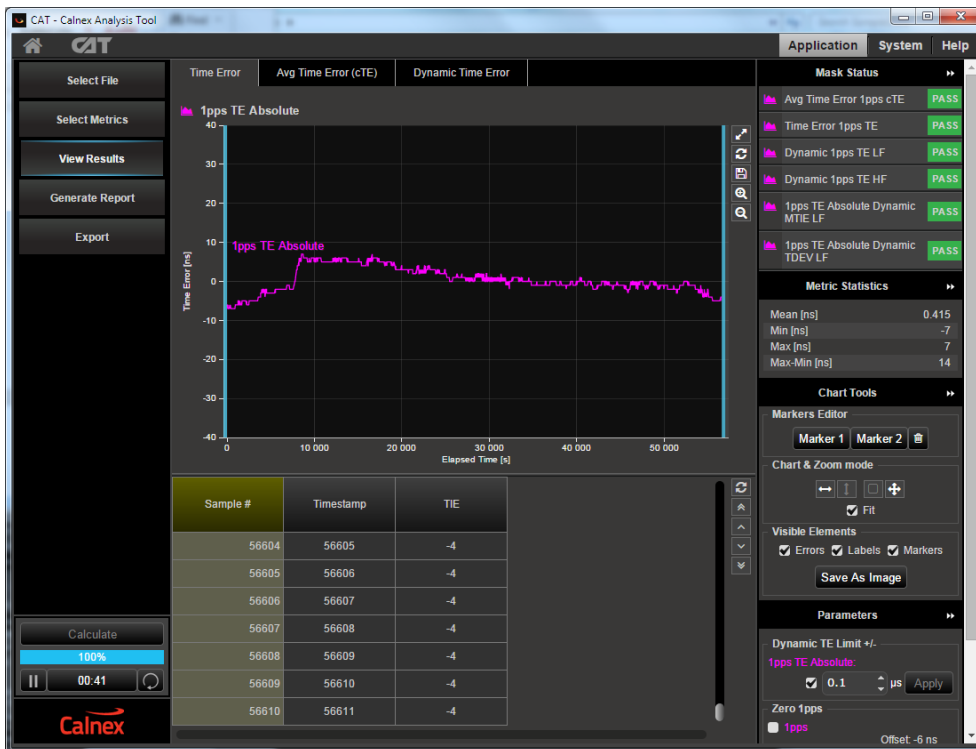 CAT - Calnex Analysis Tool
CAT
Application System Help
Select File
Select Metrics
View Results
Generate Report
Export
Calculate
100%
00:41
Calnex
Time Error Avg Time Error (cTE) Dynamic Time Error
1pps TE Absolute
40
30
20
10
0
-10
-20
-30
-40
Time Error [ns]
1pps TE Absolute
0 10 000 20 000 30 000 40 000 50 000
Elapsed Time [s]
Sample # Timestamp TIE
56604 56605 -4
56605 56606 -4
56606 56607 -4
56607 56608 -4
56608 56609 -4
56609 56610 -4
56610 56611 -4
Mask Status
Avg Time Error 1pps cTE PASS
Time Error 1pps TE PASS
Dynamic 1pps TE LF PASS
Dynamic 1pps TE HF PASS
1pps TE Absolute Dynamic
MTIE LF PASS
1pps TE Absolute Dynamic
TDEV LF PASS
Metric Statistics
Mean [ns] 0.415
Min [ns] -7
Max [ns] 7
Max-Min [ns] 14
Chart Tools
Markers Editor
Marker 1 Marker 2
Chart & Zoom mode
Fit
Visible Elements
Errors Labels Markers
Save As Image
Parameters
Dynamic TE Limit +/-
1pps TE Absolute:
0.1 µs Apply
Zero 1pps
1pps
Offset: -6 ns